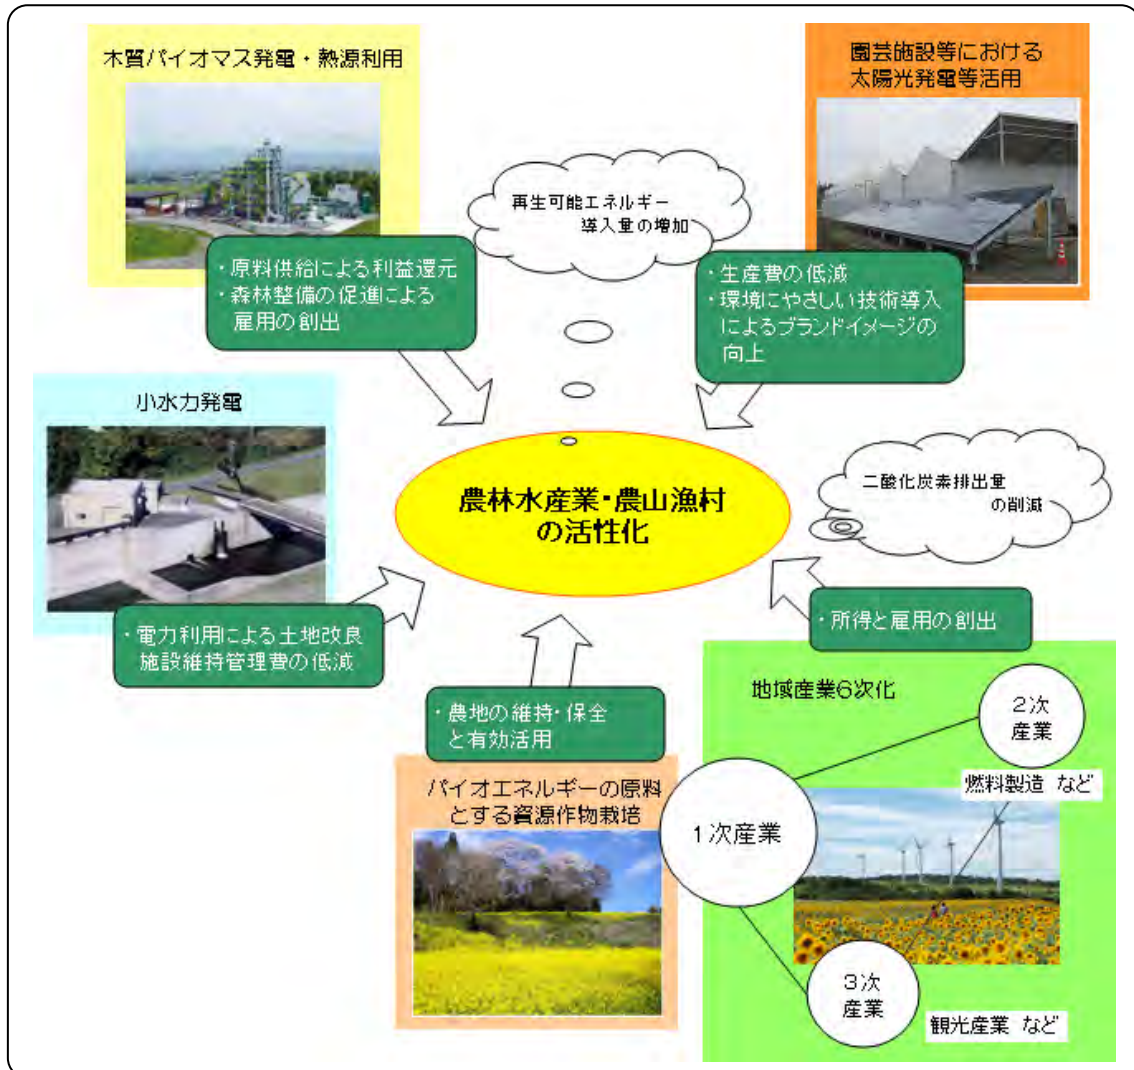 木質バイオマス発電・熱源利用
園芸施設等における
太陽光発電等活用
再生可能エネルギー
導入量の増加
・原料供給による利益還元
・森林整備の促進による
雇用の創出
・生産費の低減
・環境にやさしい技術導入
によるブランドイメージの
向上
小水力発電
農林水産業・農山漁村
の活性化
二酸化炭素排出量
の削減
・電力利用による土地改良
施設維持管理費の低減
・所得と雇用の創出
・農地の維持・保全
と有効活用
地域産業6次化
2次
産業
燃料製造 など
バイオエネルギーの原料
とする資源作物栽培
1次産業
3次
産業
観光産業 など